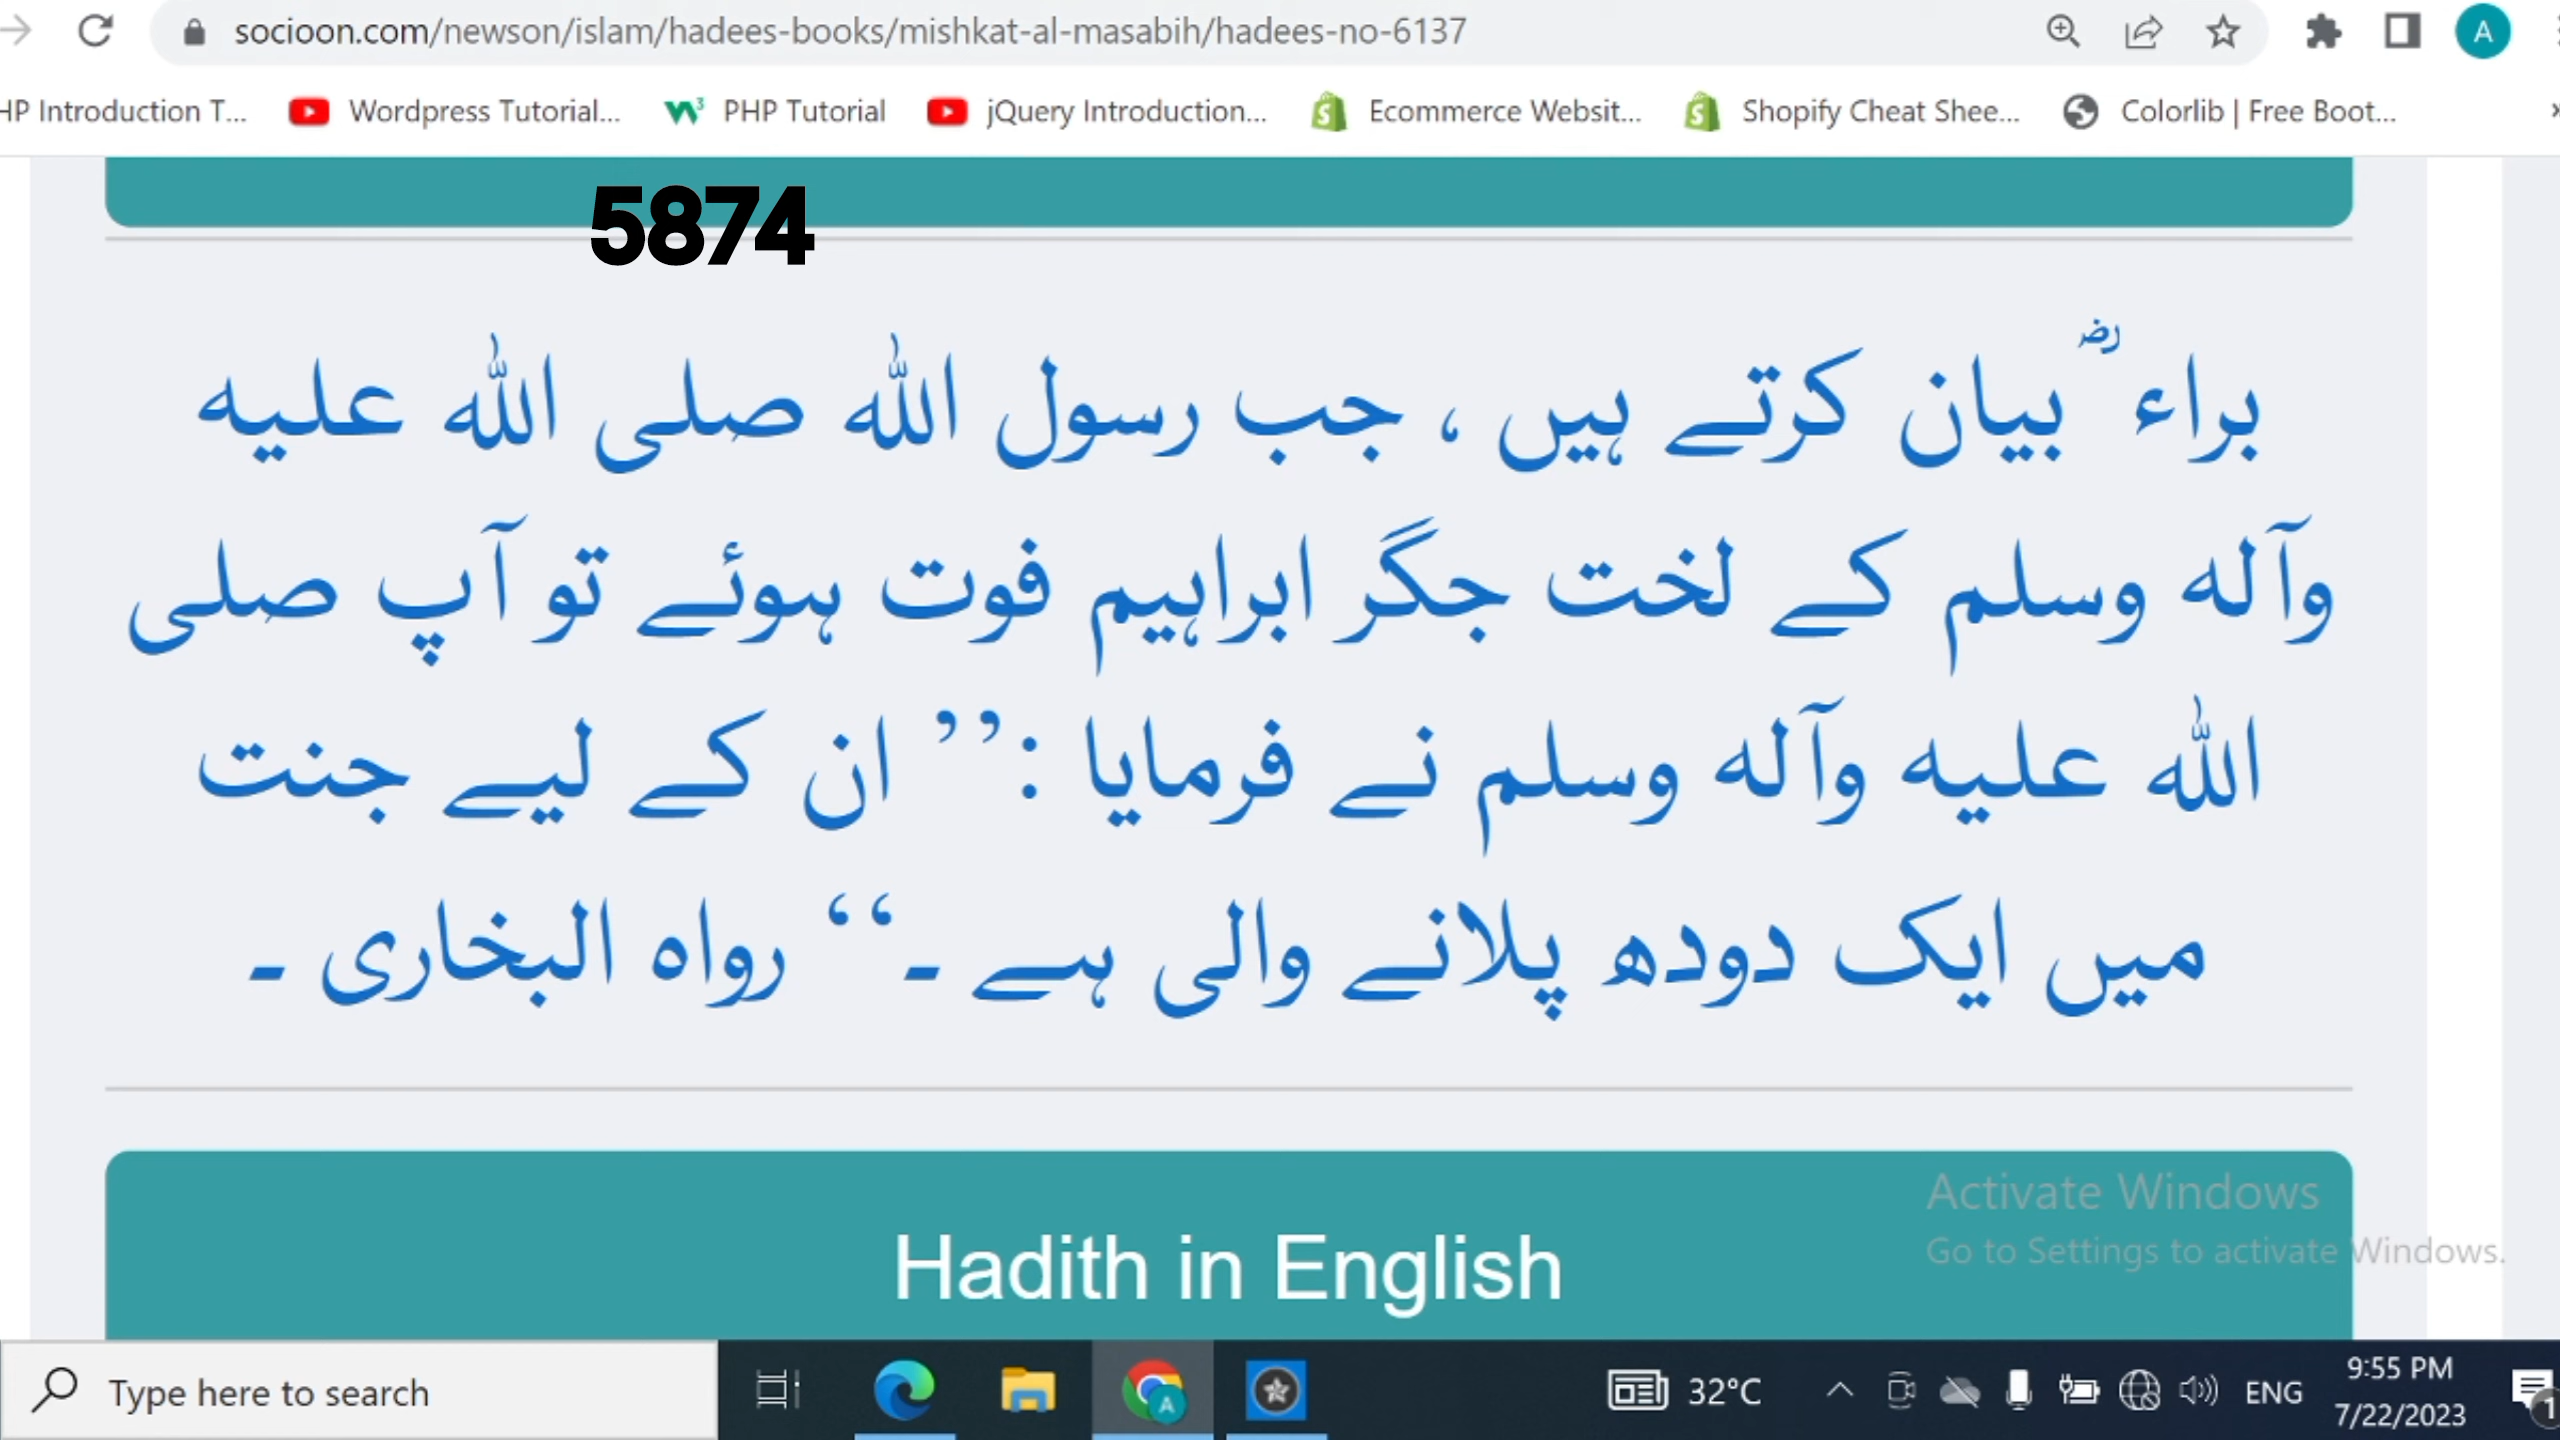 socioon.com/newson/islam/hadees-books/mishkat-al-masabih/hadees-no-6137
A
HP Introduction T... Wordpress Tutorial... PHP Tutorial jQuery Introduction... Ecommerce Websit... Shopify Cheat Shee... Colorlib | Free Boot...
5874
براء ؓ بیان کرتے ہیں ، جب رسول اللہ صلی اللہ علیہ
وآلہ وسلم کے لخت جگر ابراہیم فوت ہوئے تو آپ صلی
اللہ علیہ وآلہ وسلم نے فرمایا :’’ ان کے لیے جنت
میں ایک دودھ پلانے والی ہے ۔‘‘ رواہ البخاری ۔
Activate Windows
Go to Settings to activate Windows.
Hadith in English
Type here to search
32°C
ENG
9:55 PM
7/22/2023
1